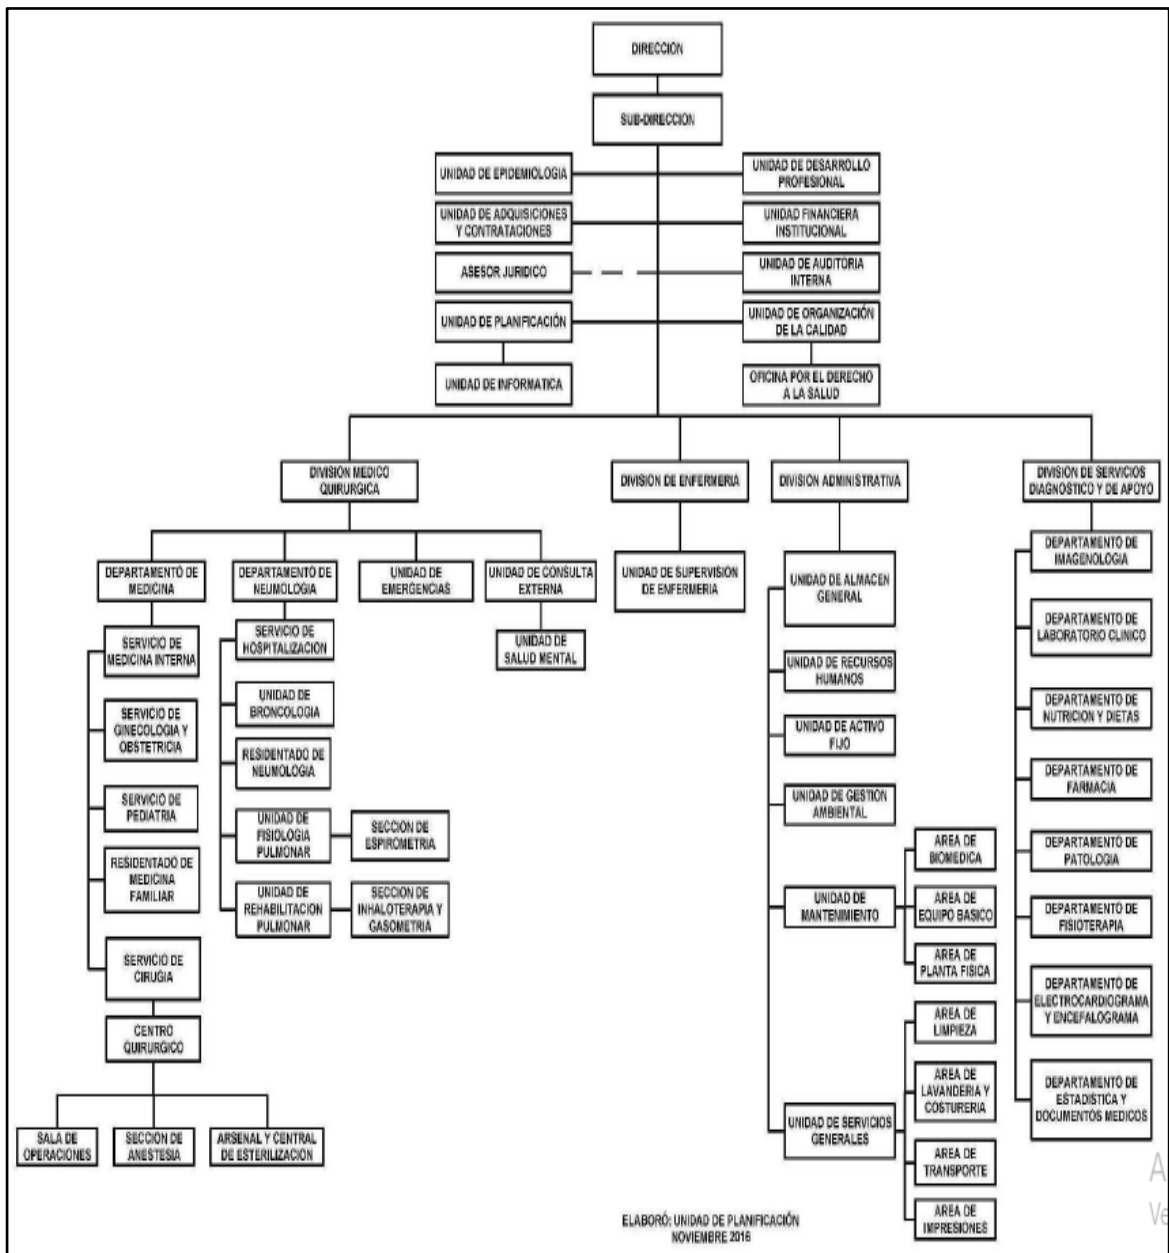 DIRECCION
SUB-DIRECCION
UNIDAD DE EPIDEMIOLOGIA
UNIDAD DE DESARROLLO
PROFESIONAL
UNIDAD DE ADQUISICIONES
Y CONTRATACIONES
UNIDAD FINANCIERA
INSTITUCIONAL
ASESOR JURIDICO
UNIDAD DE AUDITORIA
INTERNA
UNIDAD DE PLANIFICACIÓN
UNIDAD DE ORGANIZACIÓN
DE LA CALIDAD
UNIDAD DE INFORMATICA
OFICINA POR EL DERECHO
A LA SALUD
DIVISION MEDICO
QUIRURGICA
DIVISIÓN DE ENFERMERIA
DIVISIÓN ADMINISTRATIVA
DIVISION DE SERVICIOS
DIAGNOSTICO Y DE APOYO
DEPARTAMENTO DE
MEDICINA
DEPARTAMENTO DE
NEUMOLOGIA
UNIDAD DE
EMERGENCIAS
UNIDAD DE CONSULTA
EXTERNA
UNIDAD DE
SALUD MENTAL
SERVICIO DE
MEDICINA INTERNA
SERVICIO DE
GINECOLOGIA Y
OBSTETRICIA
SERVICIO DE
PEDIATRIA
RESIDENTADO DE
MEDICINA
FAMILIAR
SERVICIO DE
CIRUGIA
CENTRO
QUIRURGICO
SALA DE
OPERACIONES
SECCIÓN DE
ANESTESIA
ARSENAL Y CENTRAL
DE ESTERILIZACIÓN
SERVICIO DE
HOSPITALIZACIÓN
UNIDAD DE
BRONCOLOGIA
RESIDENTADO DE
NEUMOLOGIA
UNIDAD DE
FISIOLOGIA
PULMONAR
SECCIÓN DE
ESPIROMETRIA
UNIDAD DE
REHABILITACION
PULMONAR
SECCIÓN DE
INHALOTERAPIA Y
GASOMETRIA
UNIDAD DE SUPERVISIÓN
DE ENFERMERIA
UNIDAD DE ALMACEN
GENERAL
UNIDAD DE RECURSOS
HUMANOS
UNIDAD DE ACTIVO
FIJO
UNIDAD DE GESTIÓN
AMBIENTAL
UNIDAD DE
MANTENIMIENTO
AREA DE
BIOMEDICA
AREA DE
EQUIPO BASICO
AREA DE
PLANTA FISICA
UNIDAD DE SERVICIOS
GENERALES
AREA DE
LIMPIEZA
AREA DE
LAVANDERIA Y
COSTURERIA
AREA DE
TRANSPORTE
AREA DE
IMPRESIONES
DEPARTAMENTO DE
IMAGENOLOGIA
DEPARTAMENTO DE
LABORATORIO CLINICO
DEPARTAMENTO DE
NUTRICION Y DIETAS
DEPARTAMENTO DE
FARMACIA
DEPARTAMENTO DE
PATOLOGIA
DEPARTAMENTO DE
FISIOTERAPIA
DEPARTAMENTO DE
ELECTROCARDIOGRAMA
Y ENCEFALOGRAMA
DEPARTAMENTO DE
ESTADISTICA Y
DOCUMENTOS MEDICOS
ELABORÓ: UNIDAD DE PLANIFICACIÓN
NOVIEMBRE 2016